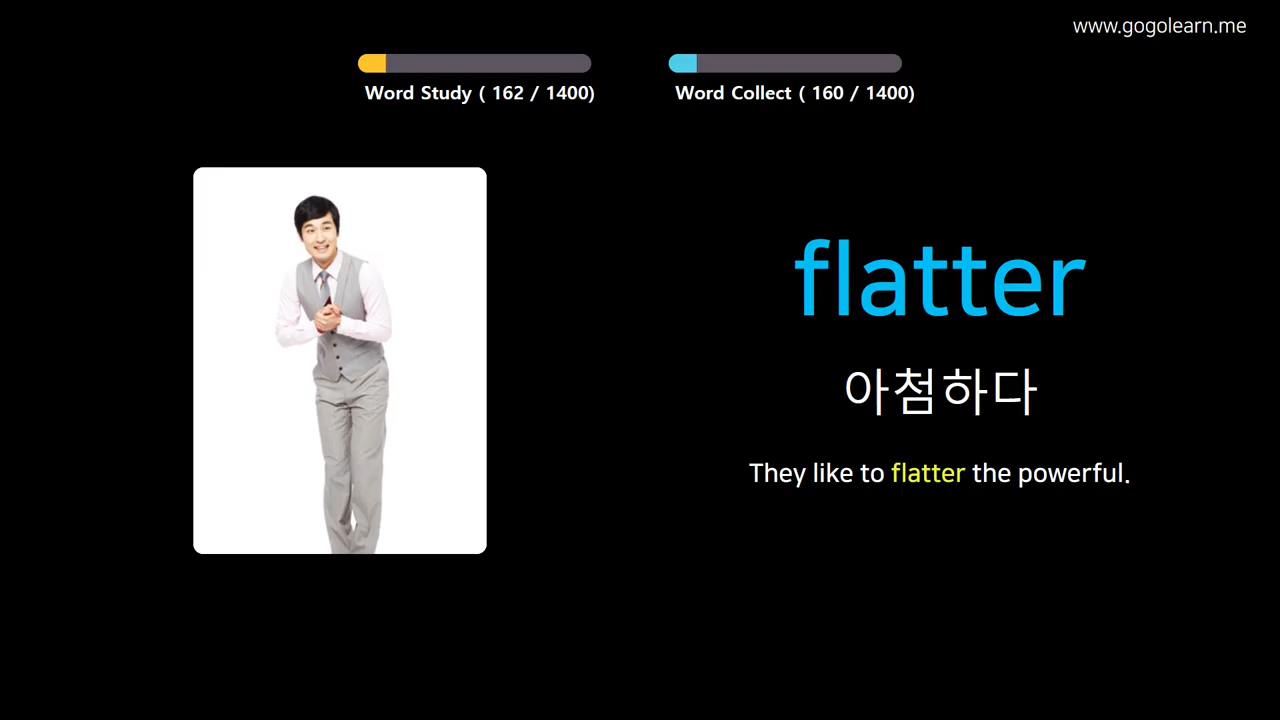 www.gogolearn.me
Word Study ( 162 / 1400)
Word Collect ( 160 / 1400)
flatter
아첨하다
They like to flatter the powerful.